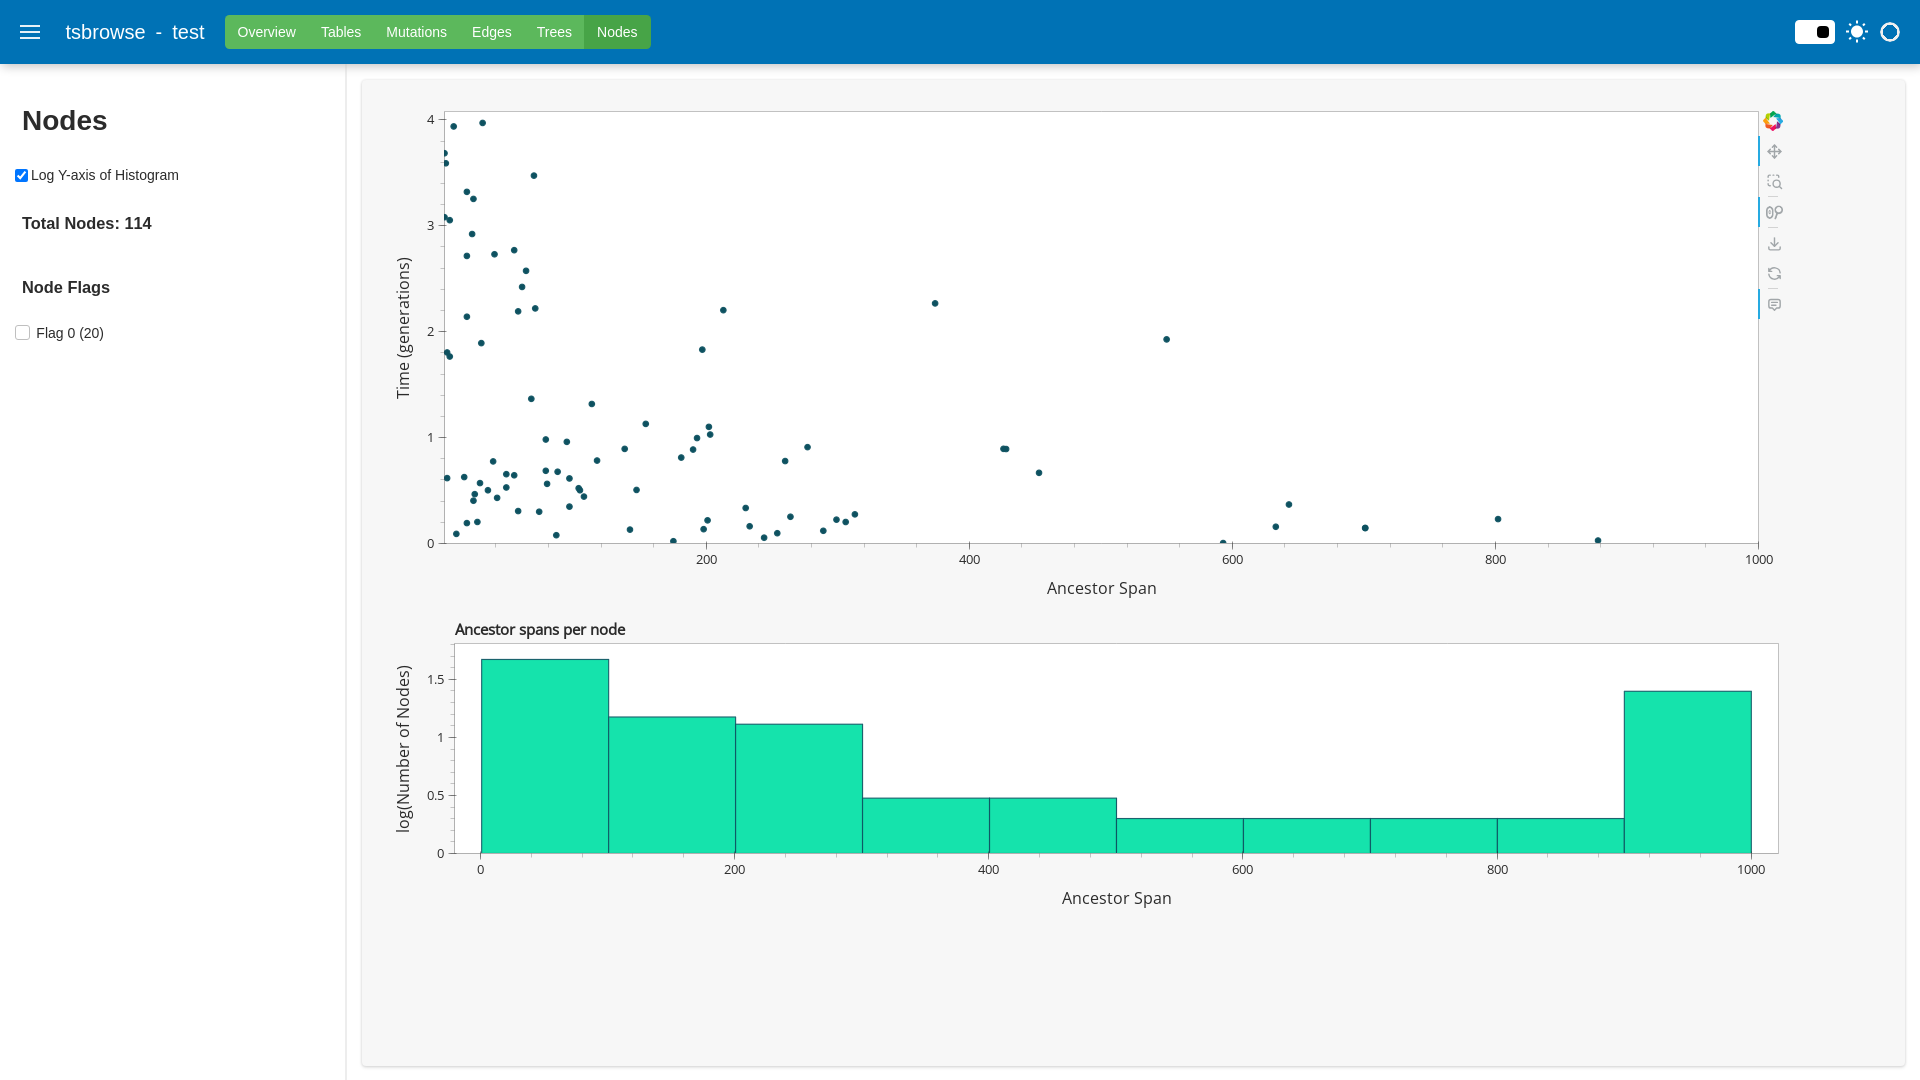 tsbrowse - test
Overview
Tables
Mutations
Edges
Trees
Nodes
Nodes
Log Y-axis of Histogram
Total Nodes: 114
Node Flags
Flag 0 (20)
Time (generations)
4
3
2
1
0
200
400
600
800
1000
Ancestor Span
Ancestor spans per node
log(Number of Nodes)
1.5
1
0.5
0
0
200
400
600
800
1000
Ancestor Span